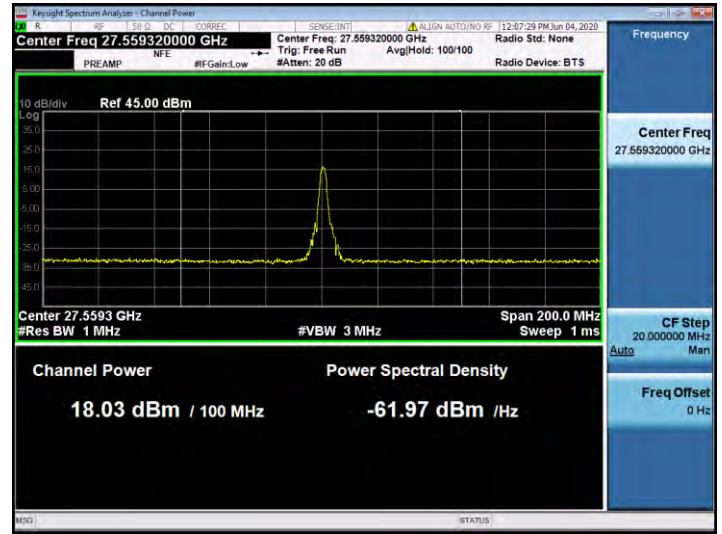 Keysight Spectrum Analyzer - Channel Power
R RF 50 Ω DC CORREC SENSE:INT ALIGN AUTO/NO RF 12:07:29 PM Jun 04, 2020
Center Freq 27.559320000 GHz
NFE
PREAMP #IFGain:Low
Center Freq: 27.559320000 GHz
Trig: Free Run Avg|Hold: 100/100
#Atten: 20 dB
Radio Std: None
Radio Device: BTS
Frequency
10 dB/div Ref 45.00 dBm
Log
35.0
25.0
15.0
5.00
-5.00
-15.0
-25.0
-35.0
-45.0
Center 27.5593 GHz Span 200.0 MHz
#Res BW 1 MHz #VBW 3 MHz Sweep 1 ms
Center Freq
27.559320000 GHz
CF Step
20.000000 MHz
Auto Man
Freq Offset
0 Hz
Channel Power Power Spectral Density
18.03 dBm / 100 MHz -61.97 dBm /Hz
MSG STATUS